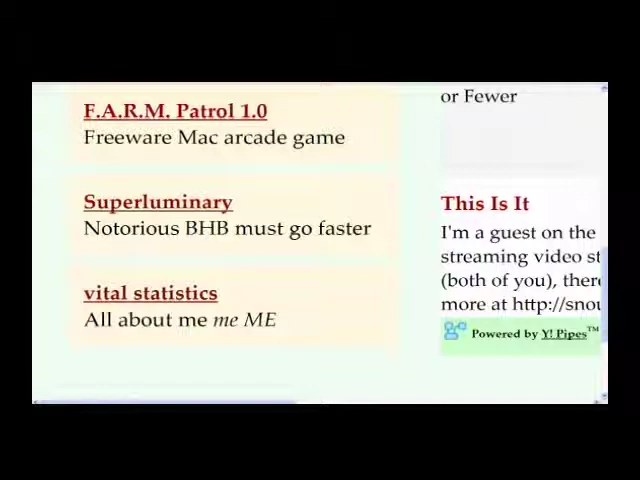 F.A.R.M. Patrol 1.0
Freeware Mac arcade game
Superluminary
Notorious BHB must go faster
vital statistics
All about me me ME
or Fewer
This Is It
I'm a guest on the
streaming video st
(both of you), there
more at http://snou
Powered by Y! Pipes™